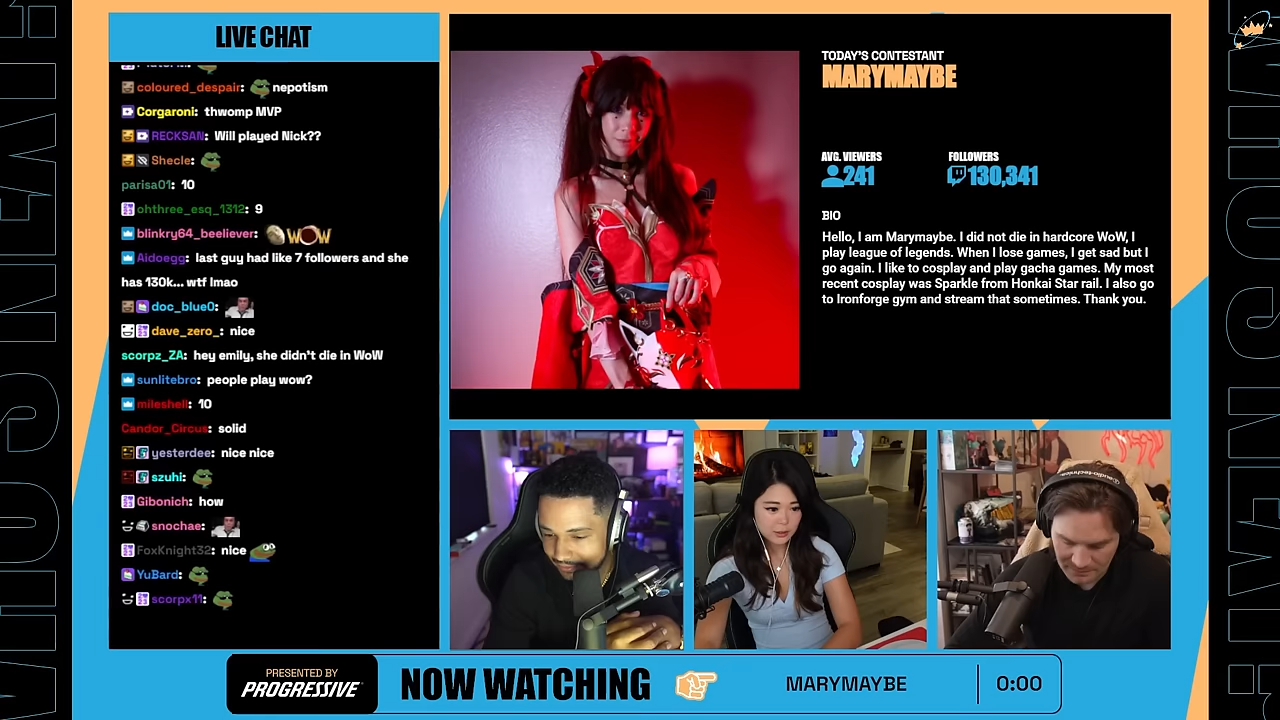 LIVE CHAT
coloured_despair: nepotism
Corgaroni: thwomp MVP
RECKSAN: Will played Nick??
Shecle:
parisa01: 10
ohthree_esq_1312: 9
blinkry64_beeliever: WOW
Aidoegg: last guy had like 7 followers and she
has 130k... wtf lmao
doc_blue0:
dave_zero_: nice
scorpz_ZA: hey emily, she didn't die in WoW
sunlitebro: people play wow?
mileshell: 10
Candor_Circus: solid
yesterdee: nice nice
szuhi:
Gibonich: how
snochae:
FoxKnight32: nice
YuBard:
scorpx11:
TODAY'S CONTESTANT
MARYMAYBE
AVG. VIEWERS
241
FOLLOWERS
130,341
BIO
Hello, I am Marymaybe. I did not die in hardcore WoW, I
play league of legends. When I lose games, I get sad but I
go again. I like to cosplay and play gacha games. My most
recent cosplay was Sparkle from Honkai Star rail. I also go
to Ironforge gym and stream that sometimes. Thank you.
audio-technica
PRESENTED BY
PROGRESSIVE
NOW WATCHING
MARYMAYBE
0:00